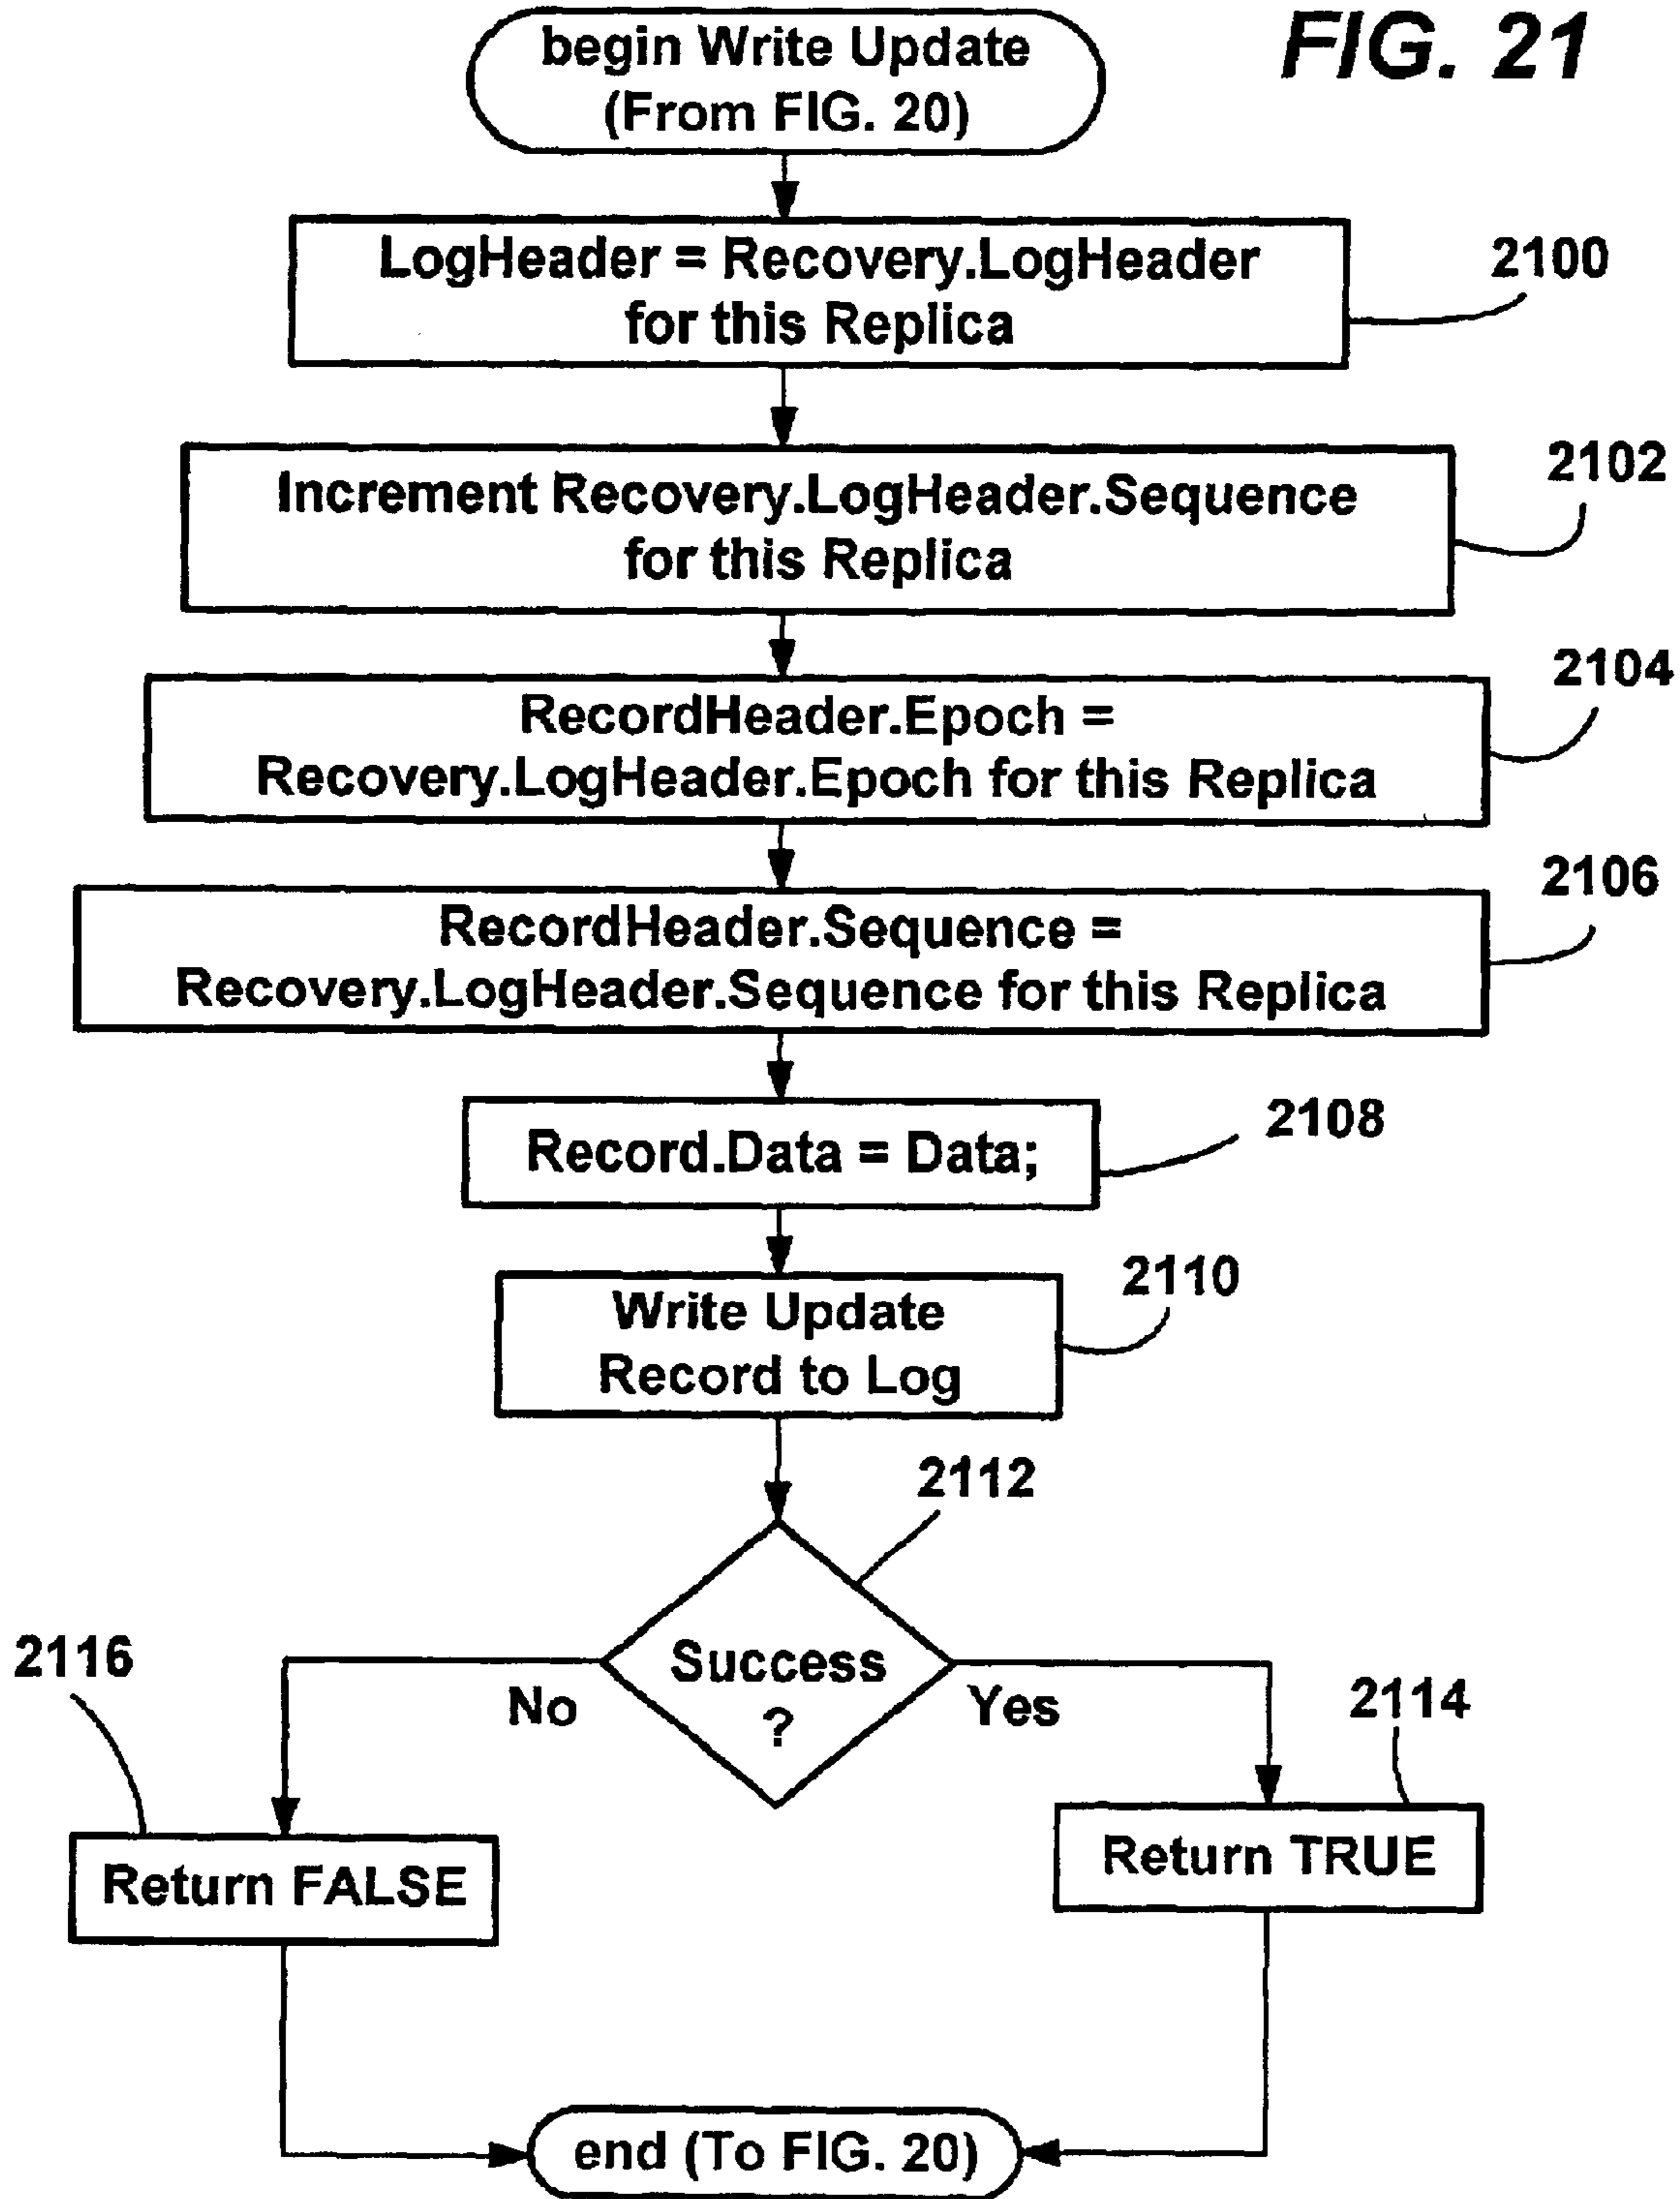 FIG. 21
begin Write Update
(From FIG. 20)
LogHeader = Recovery.LogHeader
for this Replica
2100
Increment Recovery.LogHeader.Sequence
for this Replica
2102
RecordHeader.Epoch =
Recovery.LogHeader.Epoch for this Replica
2104
RecordHeader.Sequence =
Recovery.LogHeader.Sequence for this Replica
2106
Record.Data = Data;
2108
Write Update
Record to Log
2110
2112
Success
?
No
Yes
2116
2114
Return FALSE
Return TRUE
end (To FIG. 20)